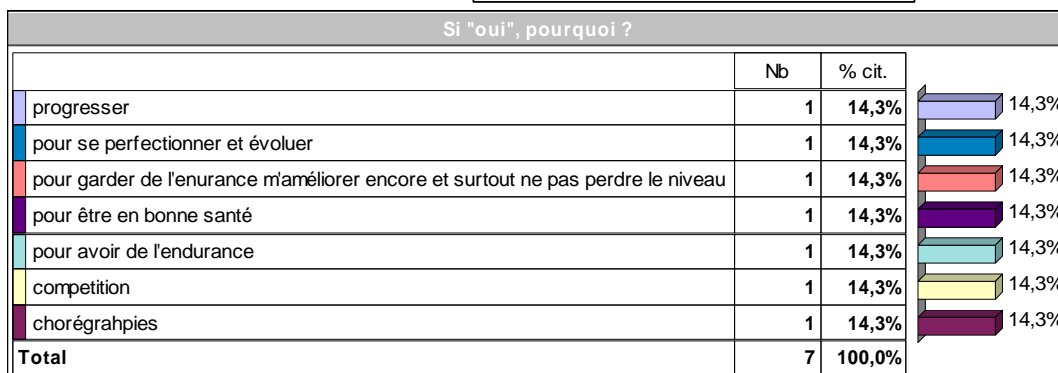 Si "oui", pourquoi ?
Nb % cit.
progresser 1 14,3% 14,3%
pour se perfectionner et évoluer 1 14,3% 14,3%
pour garder de l'enurance m'améliorer encore et surtout ne pas perdre le niveau 1 14,3% 14,3%
pour être en bonne santé 1 14,3% 14,3%
pour avoir de l'endurance 1 14,3% 14,3%
competition 1 14,3% 14,3%
chorégrahpies 1 14,3% 14,3%
Total 7 100,0%